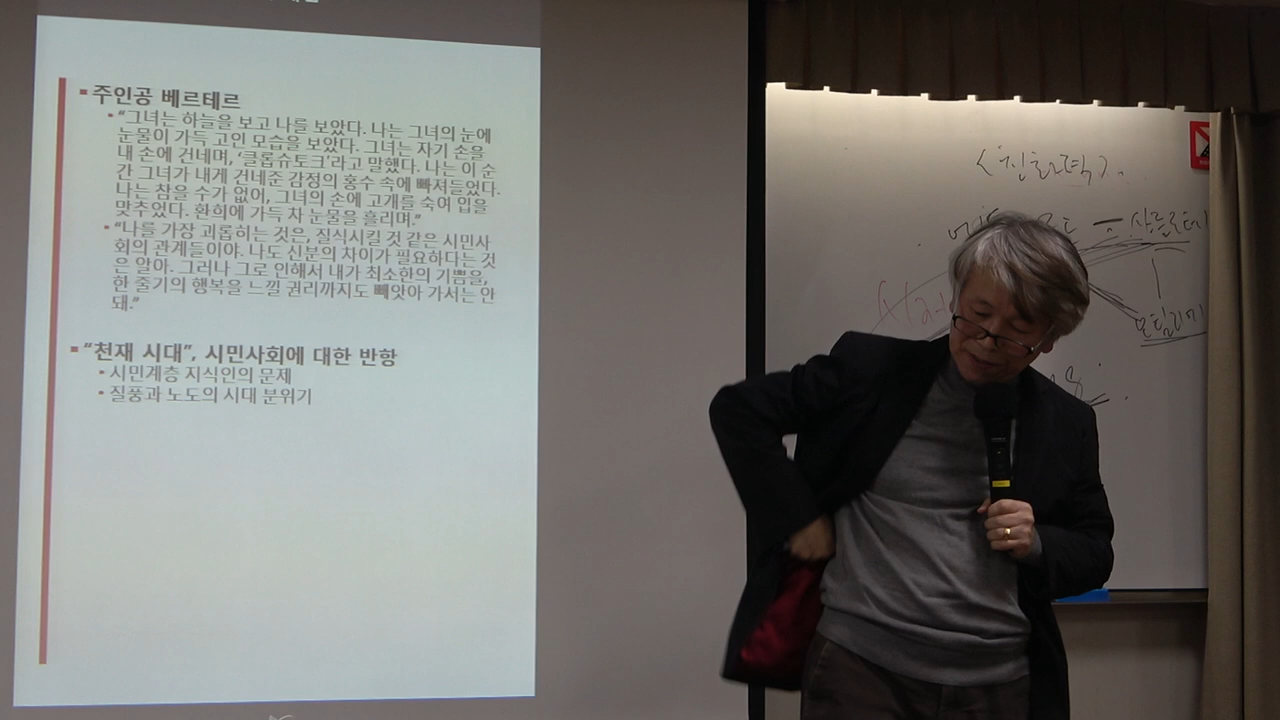 주인공 베르테르
“그녀는 하늘을 보고 나를 보았다. 나는 그녀의 눈에
눈물이 가득 고인 모습을 보았다. 그녀는 자기 손을
내 손에 건네며, ‘클롭슈토크’라고 말했다. 나는 이 순
간 그녀가 내게 건네준 감정의 홍수 속에 빠져들었다.
나는 참을 수가 없어, 그녀의 손에 고개를 숙여 입을
맞추었다. 환희에 가득 차 눈물을 흘리며.”
“나를 가장 괴롭히는 것은, 질식시킬 것 같은 시민사
회의 관계들이야. 나도 신분의 차이가 필요하다는 것
은 알아. 그러나 그로 인해서 내가 최소한의 기쁨을,
한 줄기의 행복을 느낄 권리까지도 빼앗아 가서는 안
돼.”
“천재 시대”, 시민사회에 대한 반항
시민계층 지식인의 문제
질풍과 노도의 시대 분위기
<친화력>.
= 샤를로테